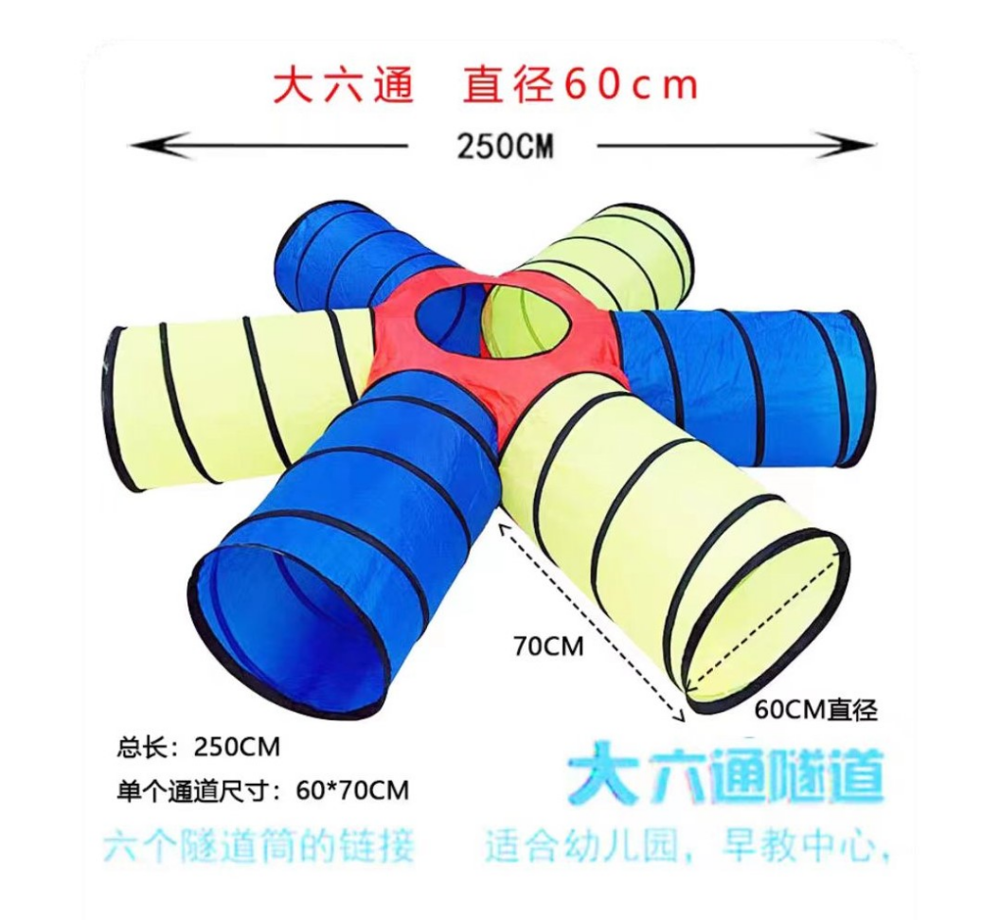 大六通 直径60cm
250CM
70CM
60CM直径
总长：250CM
单个通道尺寸：60*70CM
大六通隧道
六个隧道筒的链接 适合幼儿园，早教中心，